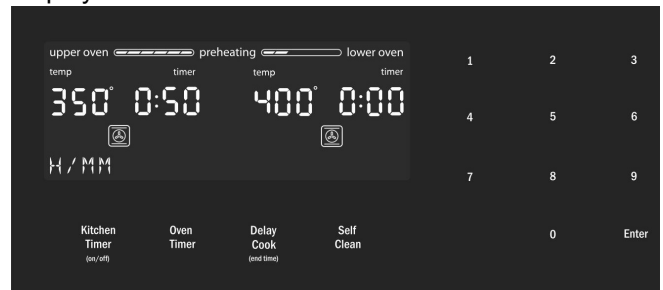 upper oven preheating lower oven
temp timer temp timer
350° 0:50 400° 0:00
H/MM
1 2 3
4 5 6
7 8 9
0 Enter
Kitchen Timer (on/off)
Oven Timer
Delay Cook (end time)
Self Clean